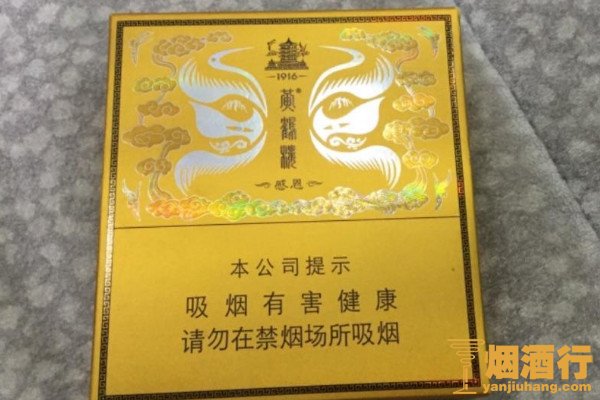 1916
黄鹤楼®
感恩
本公司提示
吸烟有害健康
请勿在禁烟场所吸烟
烟酒行
yanjiuhang.com